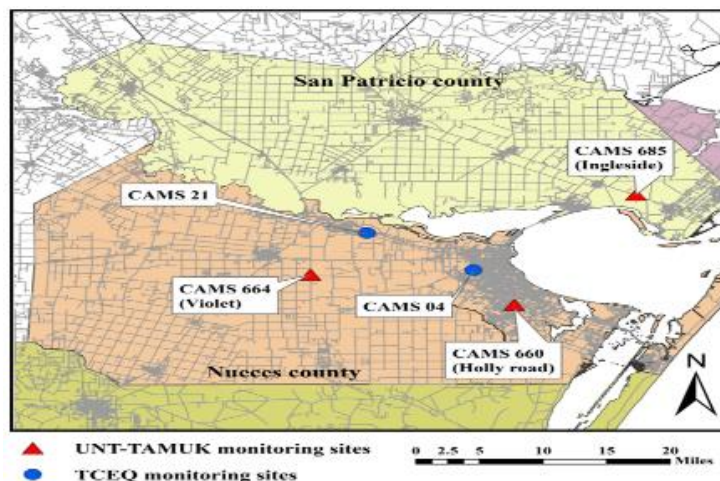 San Patricio county
CAMS 685
(Ingleside)
CAMS 21
CAMS 664
(Violet)
CAMS 04
CAMS 660
(Holly road)
Nueces county
N
UNT-TAMUK monitoring sites
TCEQ monitoring sites
0 2.5 5 10 15 20
Miles